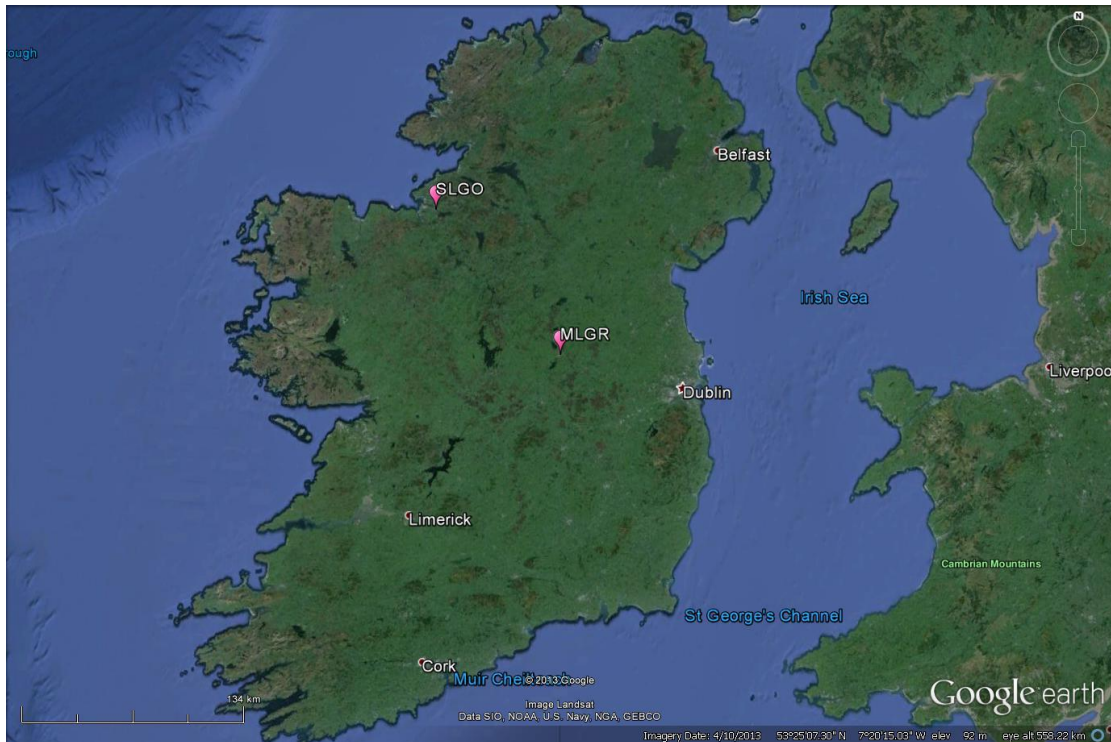 N
ough
Belfast
SLGO
Irish Sea
MLGR
Liverpoo
Dublin
Limerick
Cambrian Mountains
St George's Channel
Cork
Muir Chei
© 2013 Google
134 km
Image Landsat
Data SIO, NOAA, U.S. Navy, NGA, GEBCO
Google earth
Imagery Date: 4/10/2013 53°25'07.30" N 7°20'15.03" W elev 92 m eye alt 558.22 km